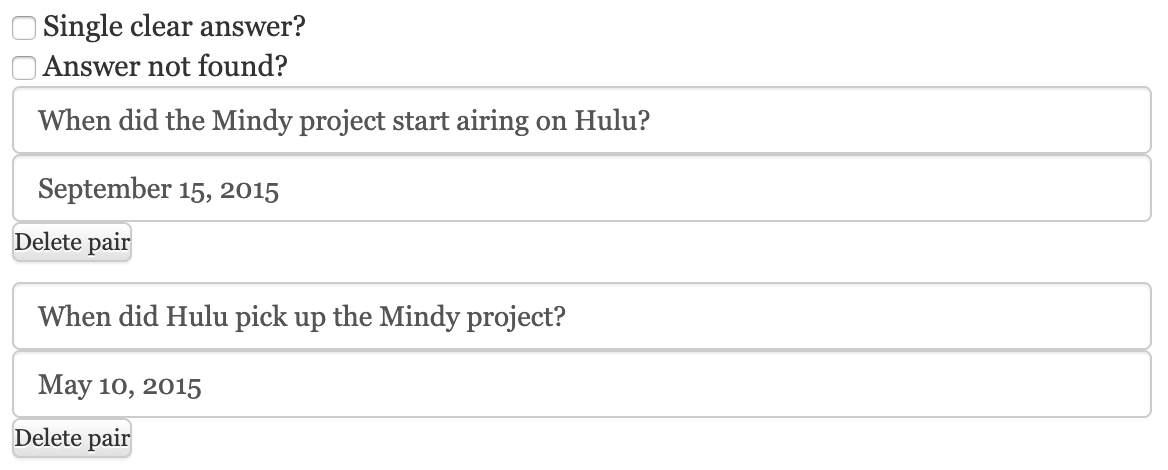 Single clear answer?
Answer not found?
When did the Mindy project start airing on Hulu?
September 15, 2015
Delete pair
When did Hulu pick up the Mindy project?
May 10, 2015
Delete pair